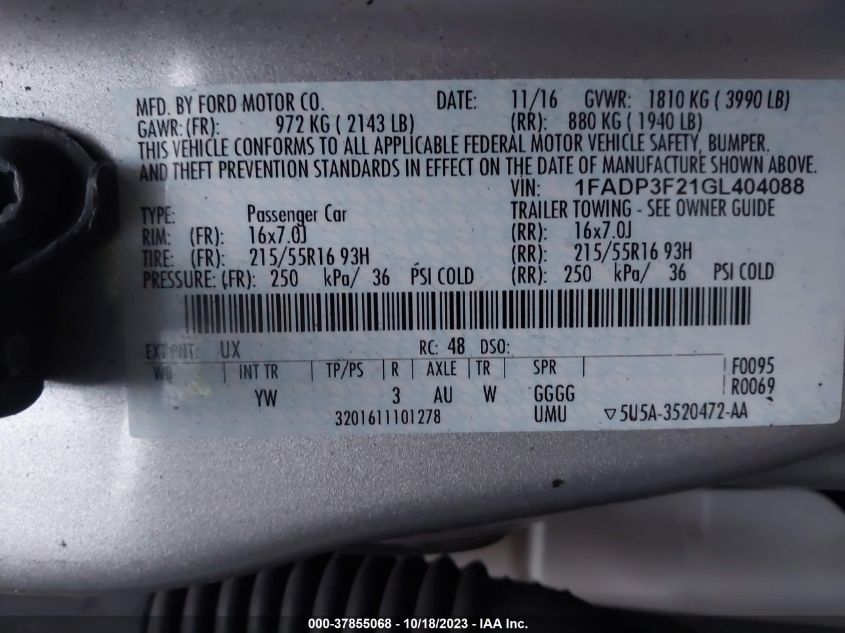 MFD. BY FORD MOTOR CO. DATE: 11/16 GVWR: 1810 KG ( 3990 LB)
GAWR: (FR): 972 KG ( 2143 LB) (RR): 880 KG ( 1940 LB)
THIS VEHICLE CONFORMS TO ALL APPLICABLE FEDERAL MOTOR VEHICLE SAFETY, BUMPER.
AND THEFT PREVENTION STANDARDS IN EFFECT ON THE DATE OF MANUFACTURE SHOWN ABOVE.
VIN: 1FADP3F21GL404088
TYPE: Passenger Car TRAILER TOWING - SEE OWNER GUIDE
RIM: (FR): 16x7.0J (RR): 16x7.0J
TIRE: (FR): 215/55R16 93H (RR): 215/55R16 93H
PRESSURE: (FR): 250 kPa/ 36 PSI COLD (RR): 250 kPa/ 36 PSI COLD
EXT PNT: UX RC: 48 DSO:
WB INT TR TP/PS R AXLE TR SPR F0095
YW 3 AU W GGGG R0069
3201611101278 UMU ▽5U5A-3520472-AA
000-37855068 - 10/18/2023 - IAA Inc.